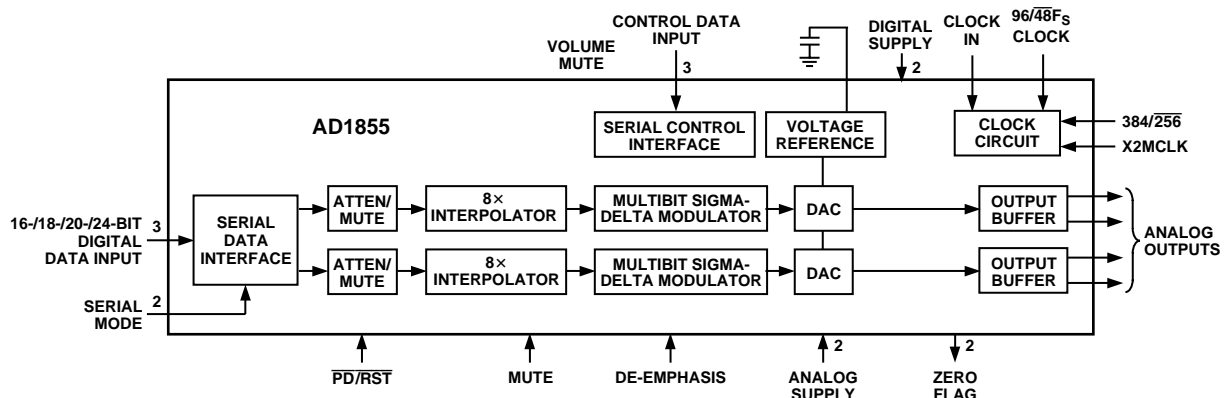 CONTROL DATA
INPUT
VOLUME
MUTE
3
DIGITAL
SUPPLY
2
CLOCK
IN
96/48FS
CLOCK
AD1855
SERIAL CONTROL
INTERFACE
VOLTAGE
REFERENCE
CLOCK
CIRCUIT
384/256
X2MCLK
16-/18-/20-/24-BIT
DIGITAL
DATA INPUT
3
SERIAL
DATA
INTERFACE
ATTEN/
MUTE
8×
INTERPOLATOR
MULTIBIT SIGMA-
DELTA MODULATOR
DAC
OUTPUT
BUFFER
ATTEN/
MUTE
8×
INTERPOLATOR
MULTIBIT SIGMA-
DELTA MODULATOR
DAC
OUTPUT
BUFFER
ANALOG
OUTPUTS
SERIAL
MODE
2
PD/RST
MUTE
DE-EMPHASIS
2
ANALOG
SUPPLY
2
ZERO
FLAG